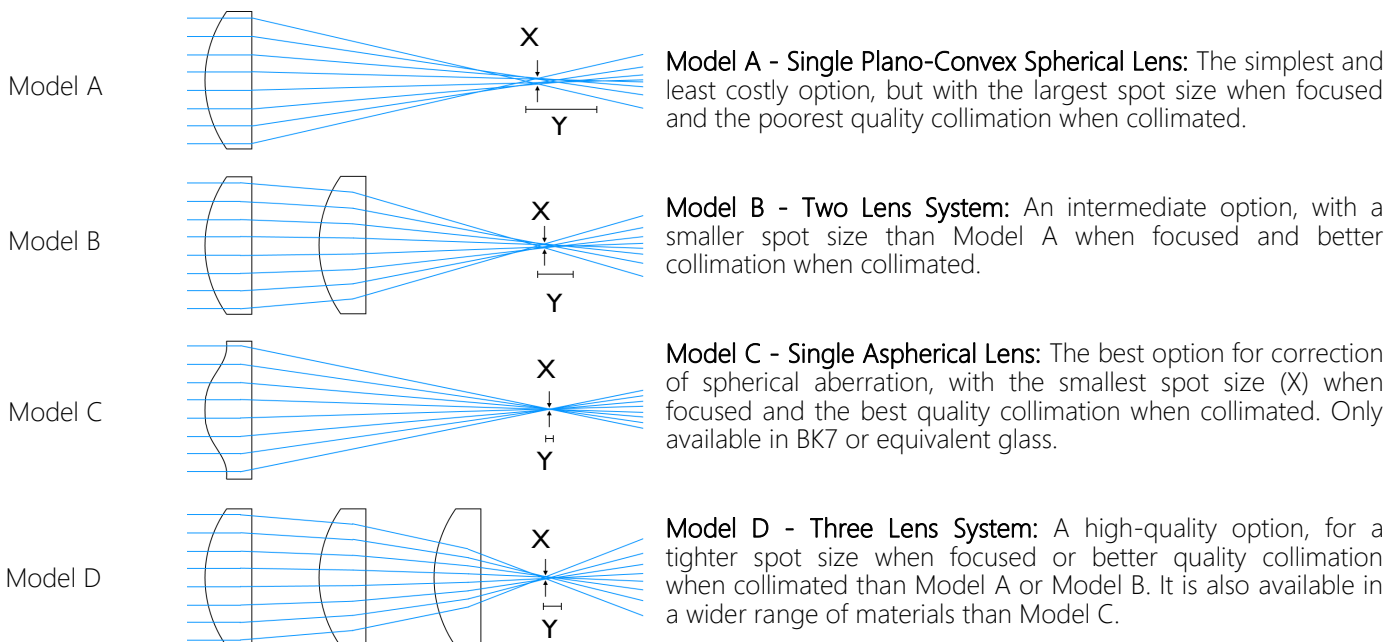 X
Model A - Single Plano-Convex Spherical Lens: The simplest and
Model A
least costly option, but with the largest spot size when focused
and the poorest quality collimation when collimated.
Y
Model B - Two Lens System: An intermediate option, with a
X
Model B
smaller spot size than Model A when focused and better
collimation when collimated.
Y
Model C - Single Aspherical Lens: The best option for correction
X
of spherical aberration, with the smallest spot size (X) when
Model C
focused and the best quality collimation when collimated. Only
available in BK7 or equivalent glass.
Y
Model D - Three Lens System: A high-quality option, for a
X
tighter spot size when focused or better quality collimation
Model D
when collimated than Model A or Model B. It is also available in
a wider range of materials than Model C.
Y